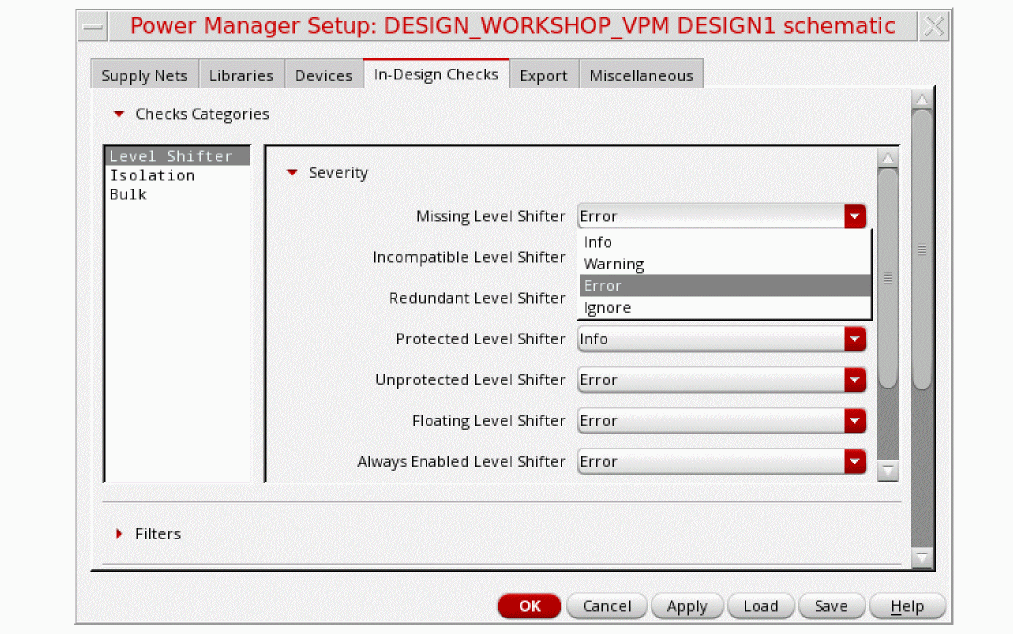 Power Manager Setup: DESIGN_WORKSHOP_VPM DESIGN1 schematic
Supply Nets Libraries Devices In-Design Checks Export Miscellaneous
Checks Categories
Level Shifter
Isolation
Bulk
Severity
Missing Level Shifter Error
Info
Incompatible Level Shifter
Warning
Error
Redundant Level Shifter
Ignore
Protected Level Shifter Info
Unprotected Level Shifter Error
Floating Level Shifter Error
Always Enabled Level Shifter Error
Filters
OK Cancel Apply Load Save Help